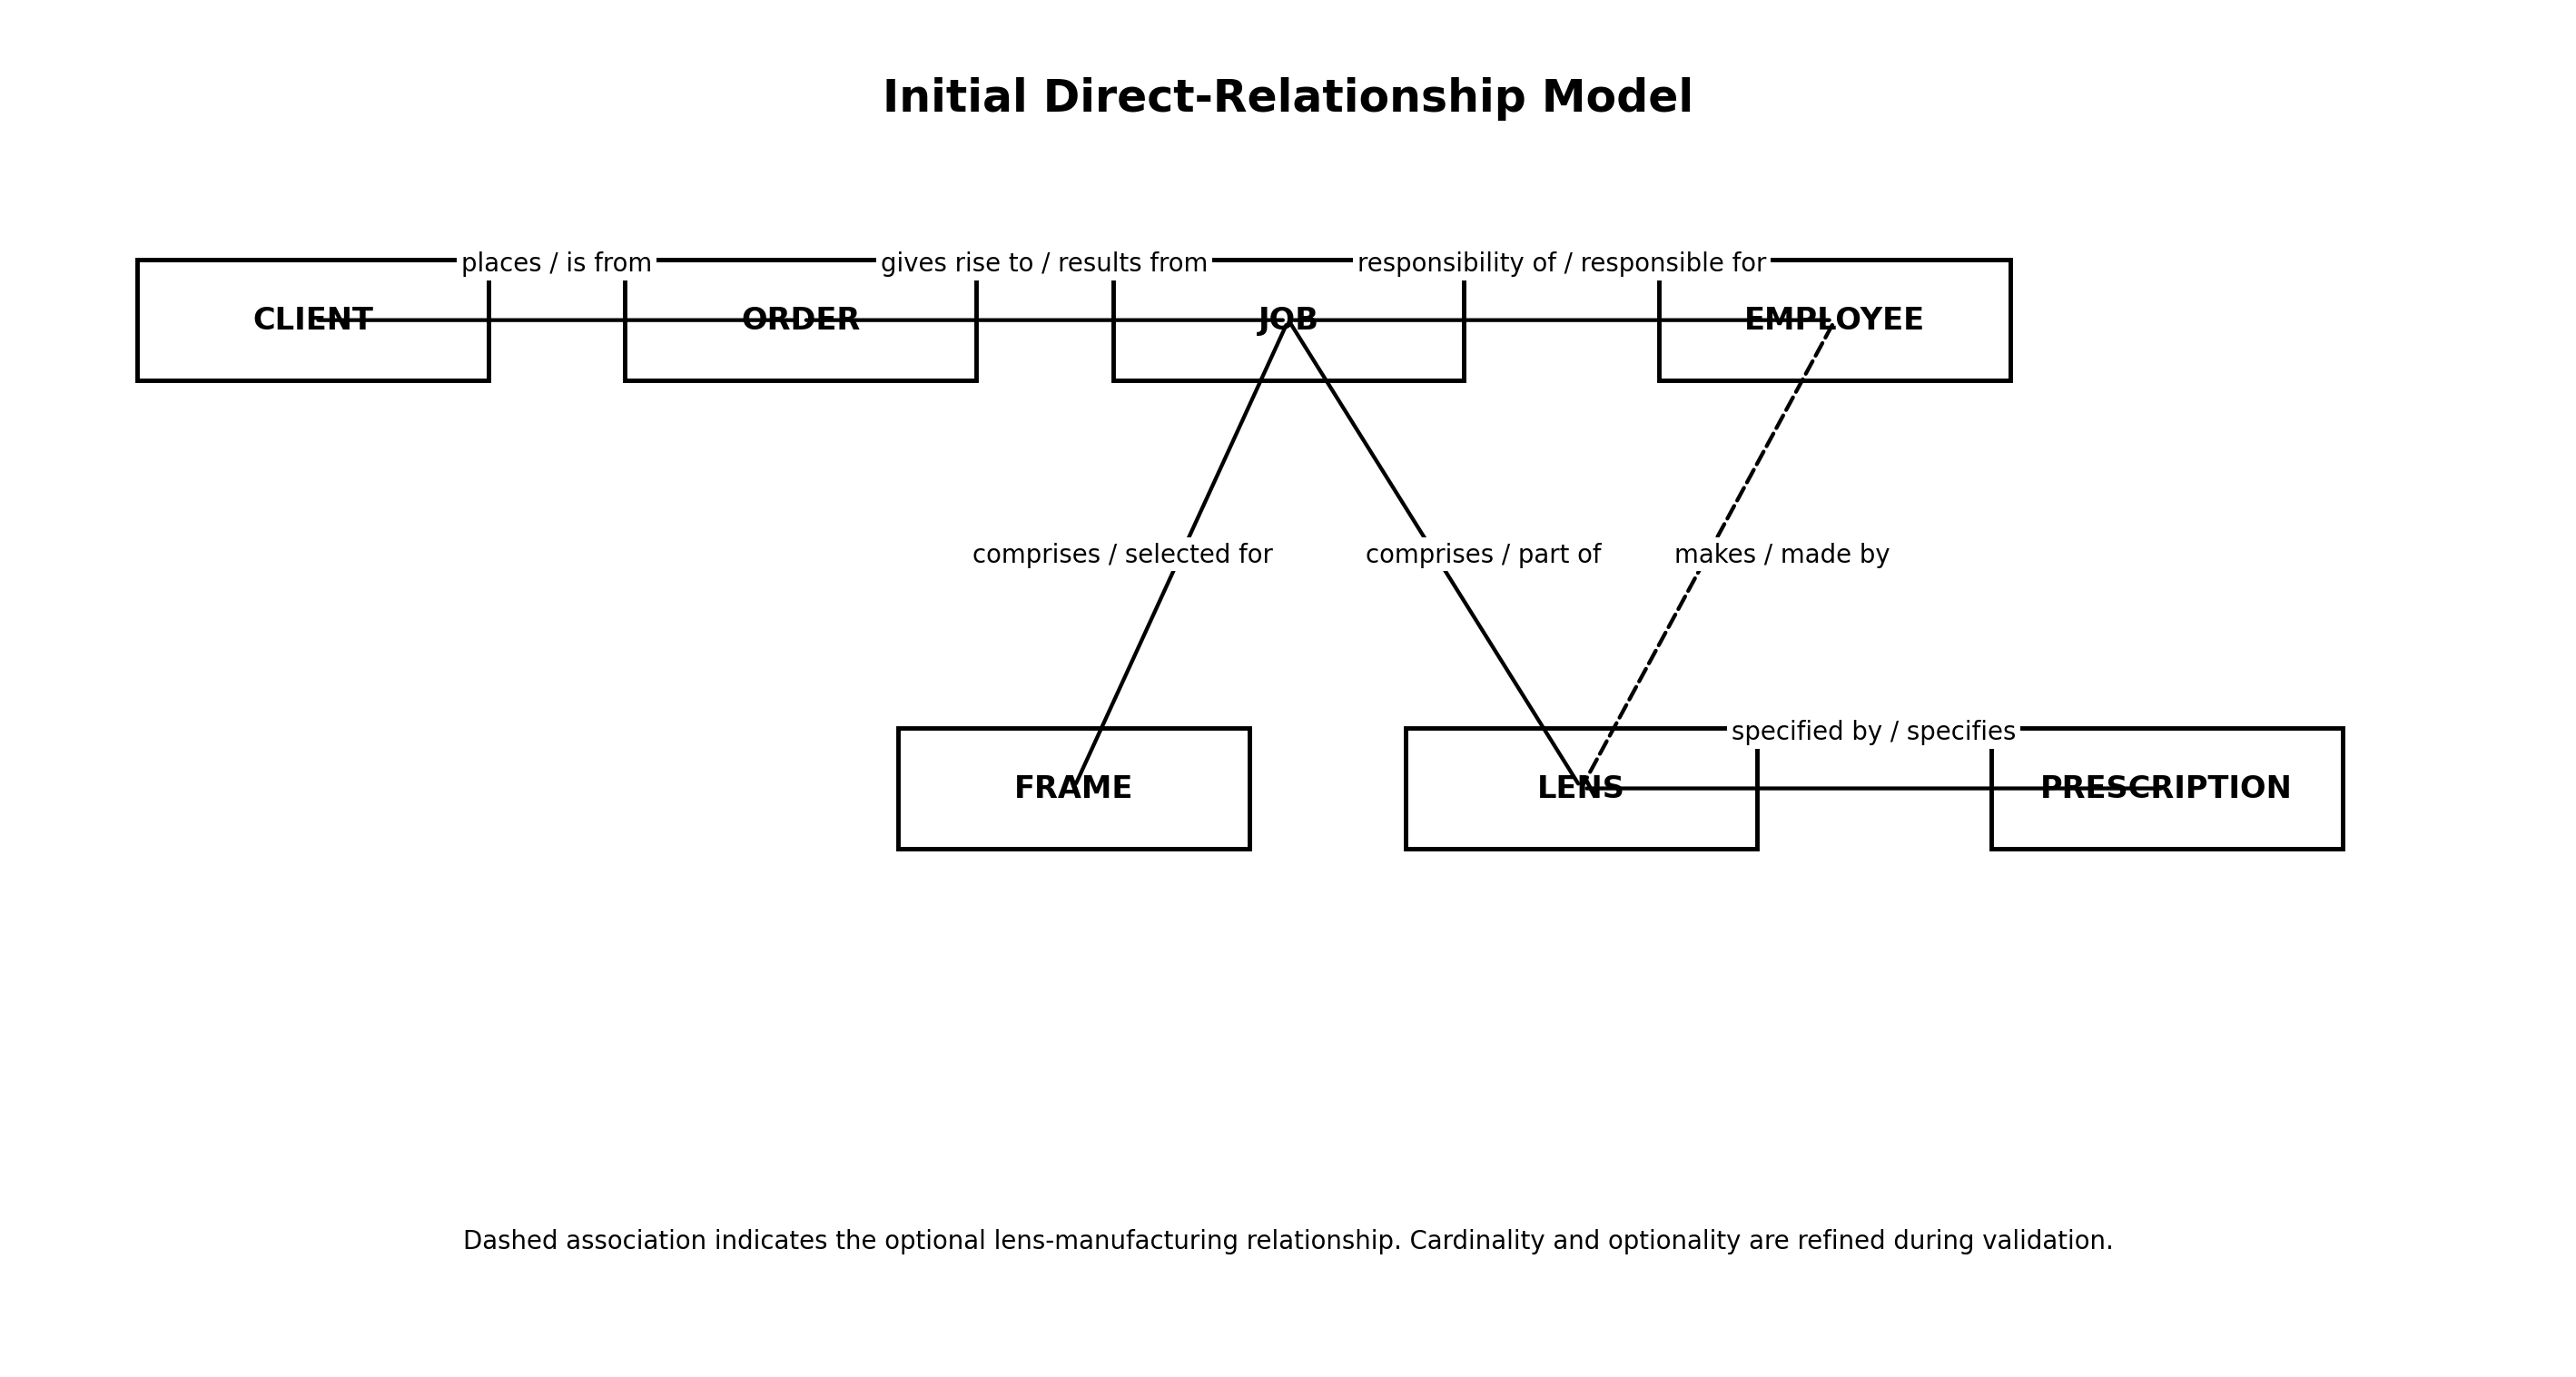 Initial Direct-Relationship Model
places / is from
gives rise to / results from
responsibility of / responsible for
CLIENT
ORDER
JOB
EMPLOYEE
comprises / selected for
comprises / part of
makes / made by
specified by / specifies
FRAME
LENS
PRESCRIPTION
Dashed association indicates the optional lens-manufacturing relationship. Cardinality and optionality are refined during validation.